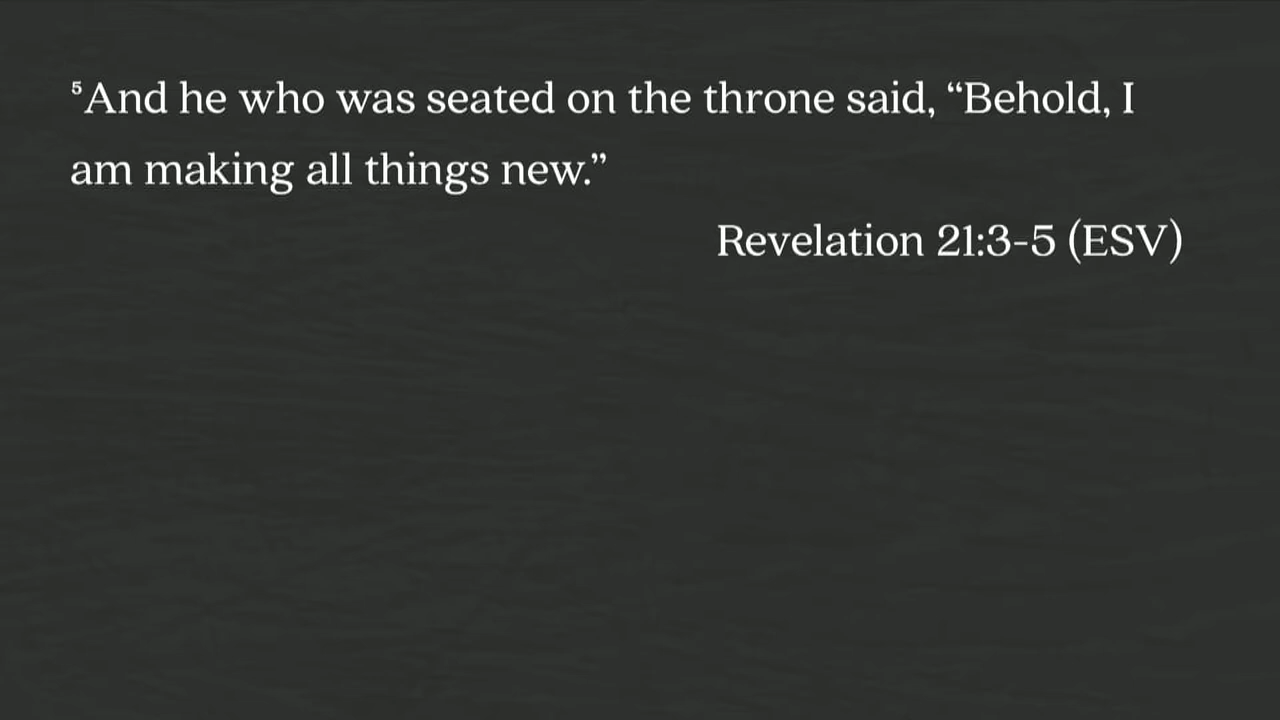 ⁵And he who was seated on the throne said, “Behold, I
am making all things new.”
Revelation 21:3-5 (ESV)